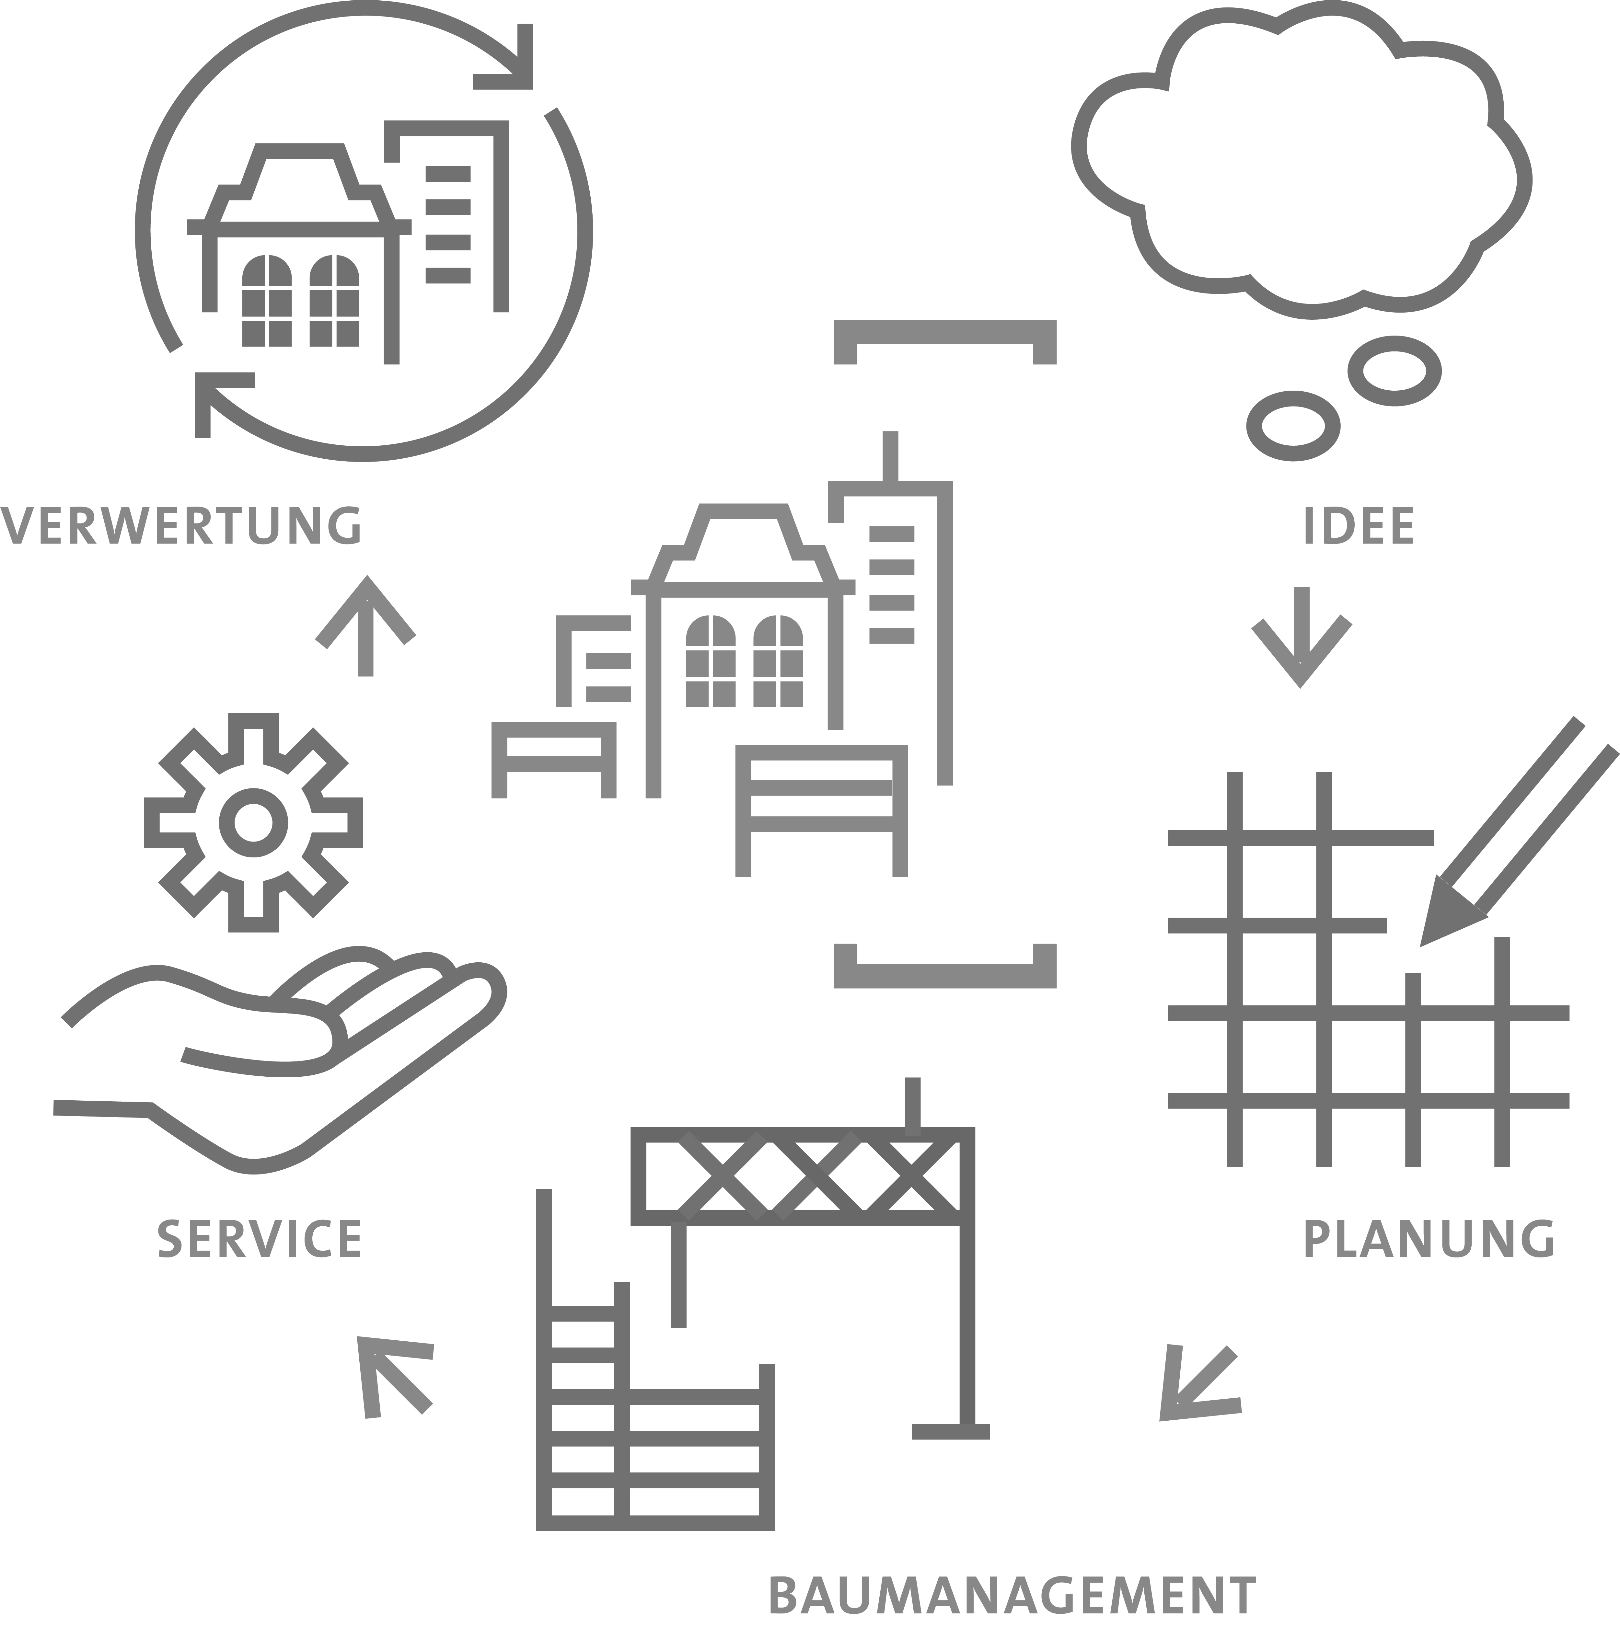 VERWERTUNG
IDEE
SERVICE
PLANUNG
BAUMANAGEMENT